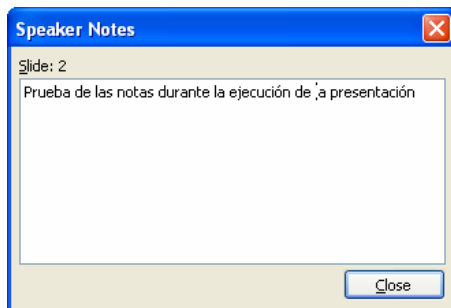 Speaker Notes
Slide: 2
Prueba de las notas durante la ejecución de la presentación
Close